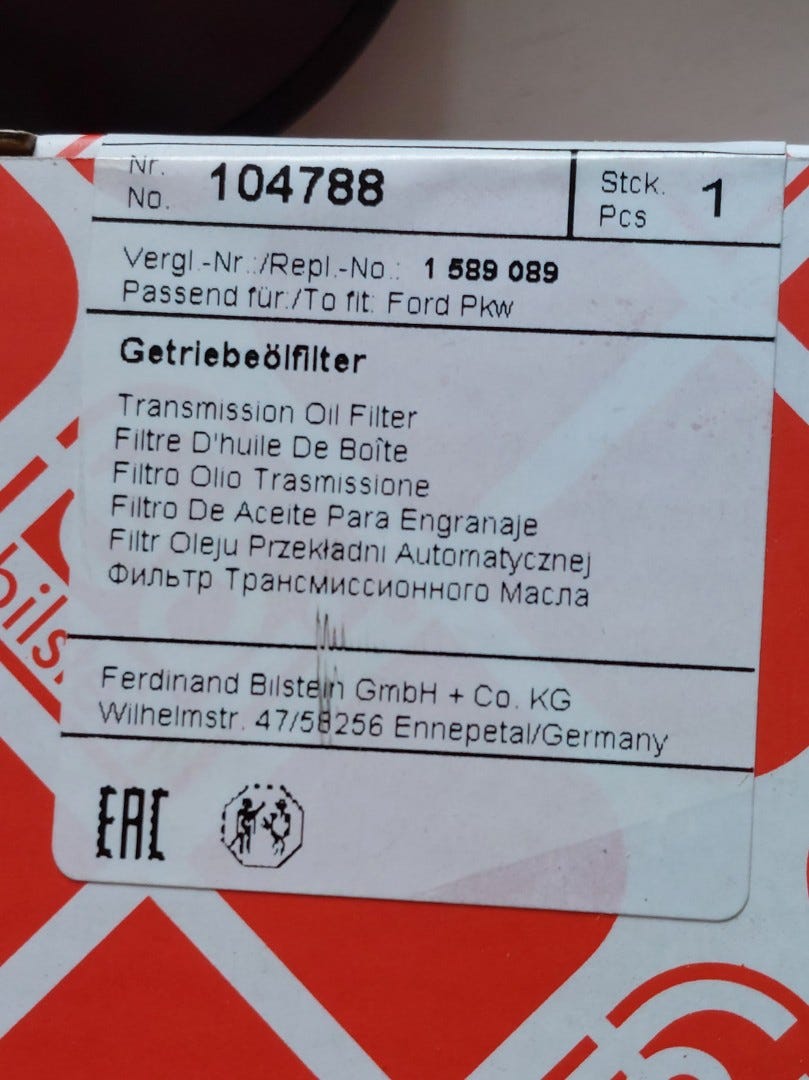 Nr. 104788 Stck. 1
No. Pcs
Vergl.-Nr.:/Repl.-No.: 1 589 089
Passend für:/To fit: Ford Pkw
Getriebeölfilter
Transmission Oil Filter
Filtre D'huile De Boîte
Filtro Olio Trasmissione
Filtro De Aceite Para Engranaje
Filtr Oleju Przekładni Automatycznej
Фильтр Трансмиссионного Масла
Ferdinand Bilstein GmbH + Co. KG
Wilhelmstr. 47/58256 Ennepetal/Germany
EAC
bils